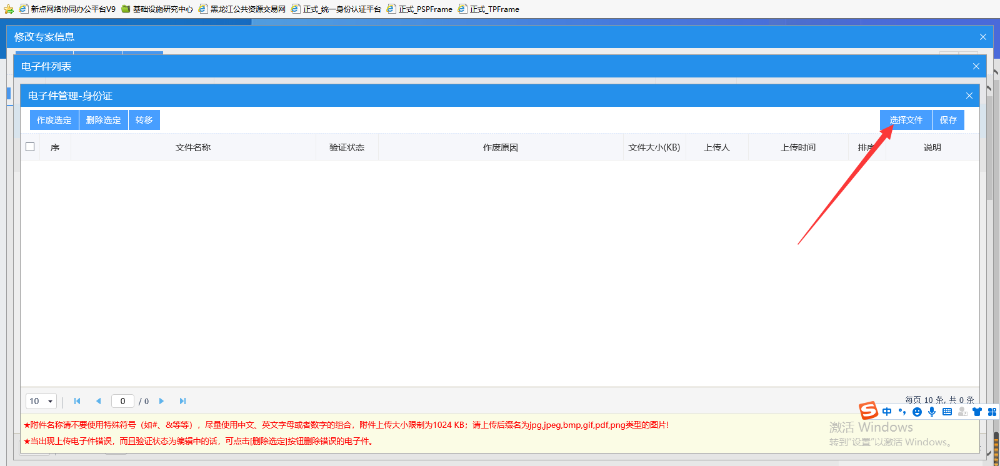 新点网络协同办公平台V9 基础设施研究中心 黑龙江公共资源交易网 正式_统一身份认证平台 正式_PSPFrame 正式_TPFrame
修改专家信息
电子件列表
电子件管理-身份证
作废选定 删除选定 转移 选择文件 保存
序 文件名称 验证状态 作废原因 文件大小(KB) 上传人 上传时间 排序 说明
10 0 / 0 每页 10 条, 共 0 条
中
★附件名称请不要使用特殊符号（如#、&等等），尽量使用中文、英文字母或者数字的组合，附件上传大小限制为1024 KB；请上传后缀名为jpg,jpeg,bmp,gif,pdf,png类型的图片!
★当出现上传电子件错误，而且验证状态为编辑中的话，可点击[删除选定]按钮删除错误的电子件。
激活 Windows
转到“设置”以激活 Windows。